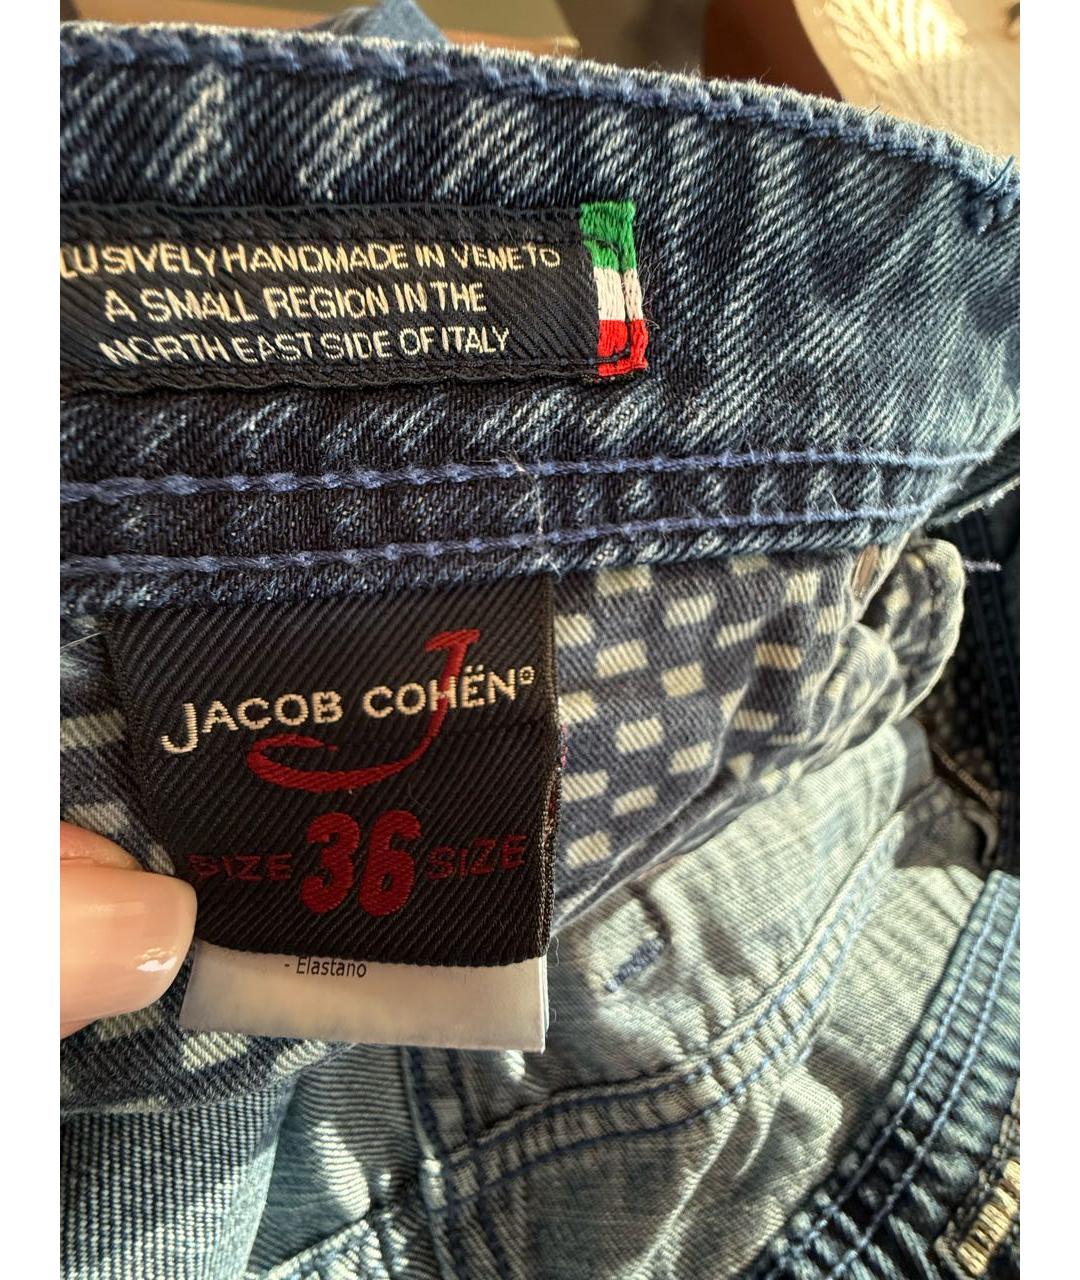 LUSIVELY HANDMADE IN VENETO
A SMALL REGION IN THE
NORTH EAST SIDE OF ITALY
J
JACOB COHËN®
SIZE 36 SIZE
- Elastano